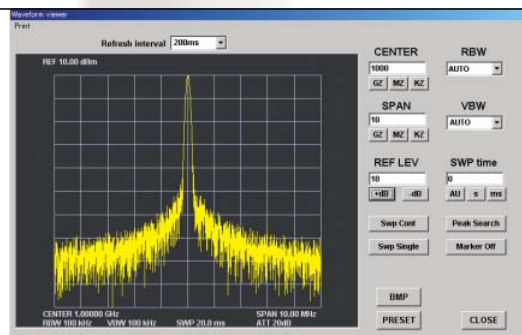 Waveform viewer
Print
Refresh interval 200ms
REF 10.00 dBm
CENTER 1.00000 GHz SPAN 10.00 MHz
RBW 100 kHz VBW 100 kHz SWP 20.0 ms ATT 20dB
CENTER RBW
1000 AUTO
GZ MZ KZ
SPAN VBW
10 AUTO
GZ MZ KZ
REF LEV SWP time
10 0
+dB -dB AU s ms
Swp Cont Peak Search
Swp Single Marker Off
BMP
PRESET CLOSE